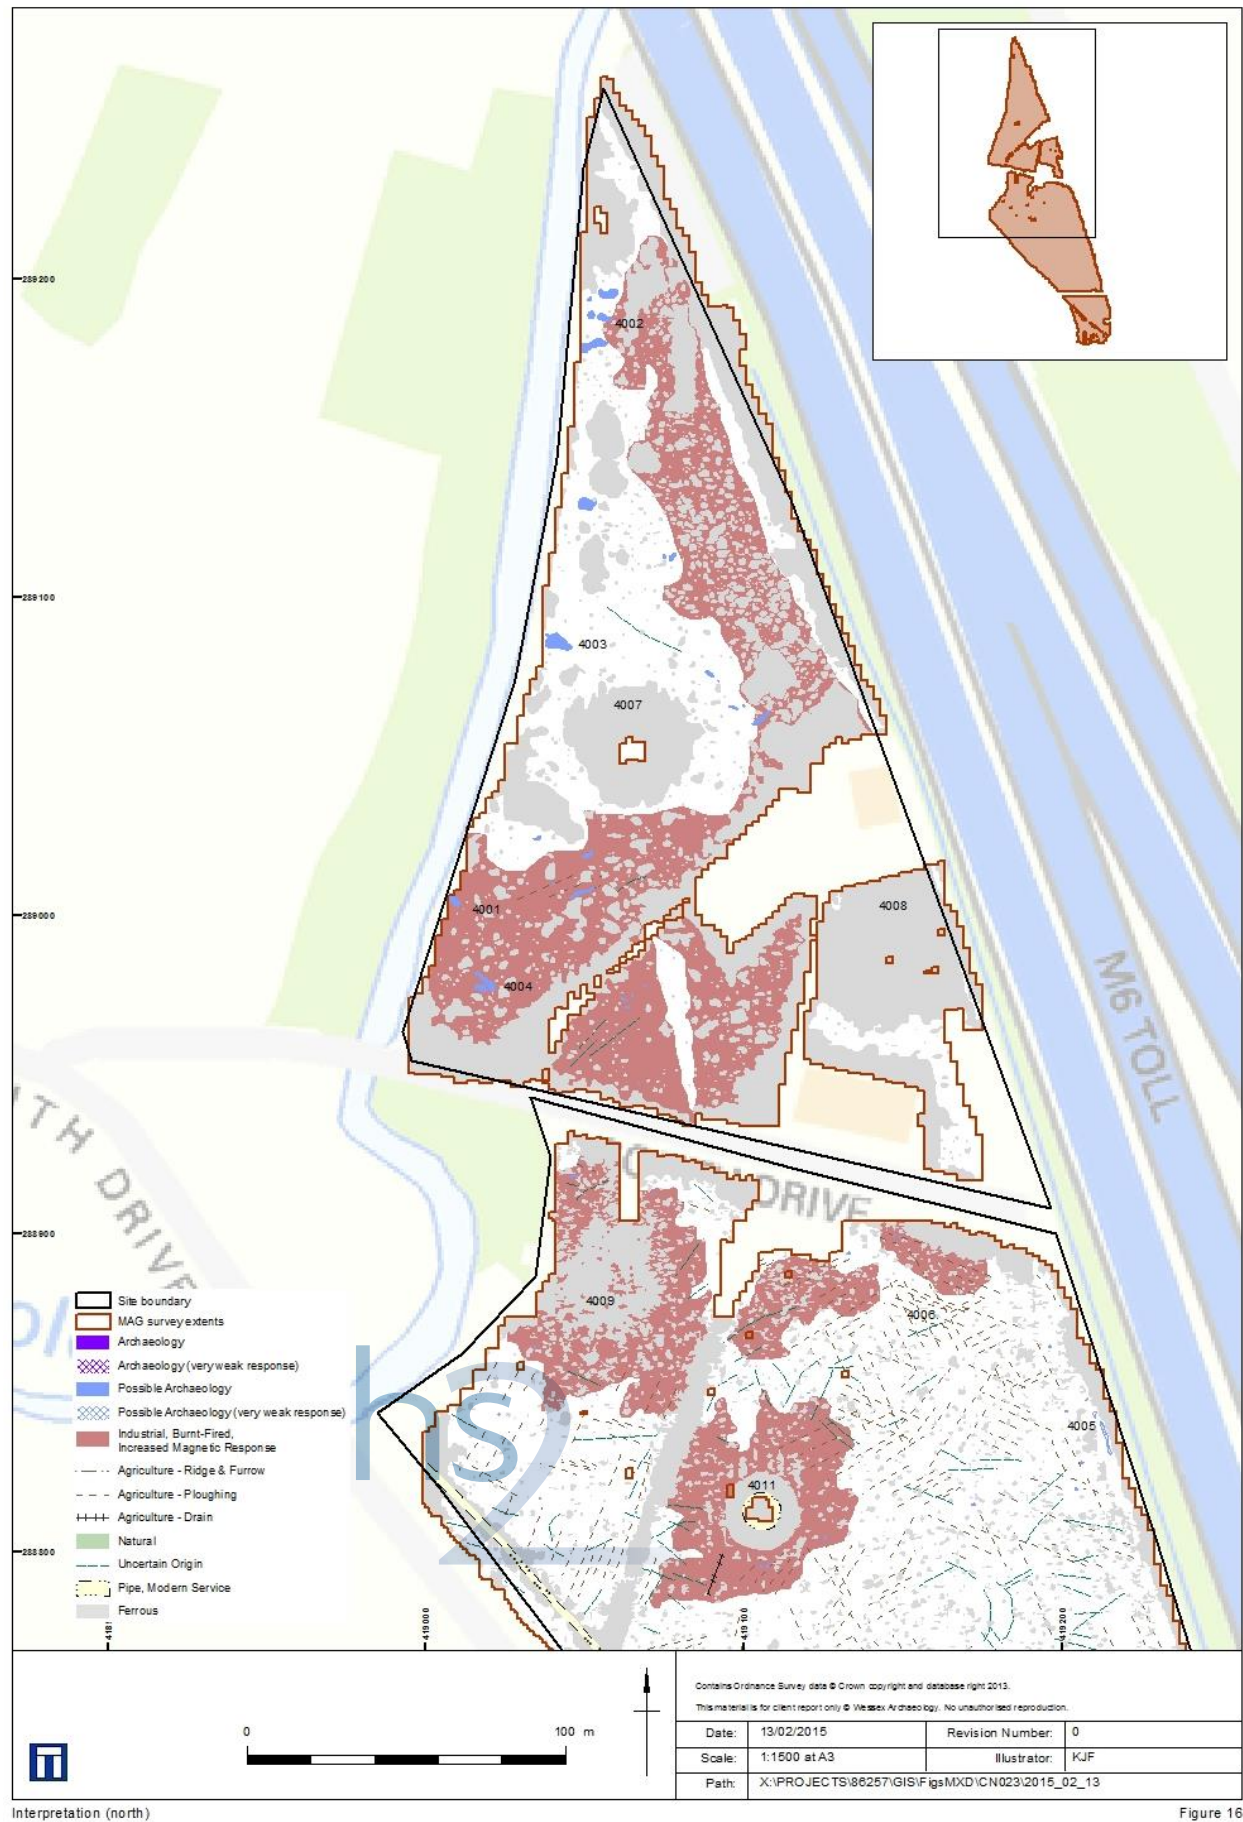 289200
4002
289100
4003
4007
4001
4008
289000
4004
M6 TOLL
DRIVE
DRIVE
288900
4009
4006
4005
4011
288800
hs2
Site boundary
MAG survey extents
Archaeology
Archaeology (very weak response)
Possible Archaeology
Possible Archaeology (very weak response)
Industrial, Burnt-Fired,
Increased Magnetic Response
Agriculture - Ridge & Furrow
Agriculture - Ploughing
Agriculture - Drain
Natural
Uncertain Origin
Pipe, Modern Service
Ferrous
419000
419100
419200
0 100 m
Contains Ordnance Survey data © Crown copyright and database right 2013.
This material is for client report only © Wessex Archaeology. No unauthorised reproduction.
Date: 13/02/2015 Revision Number: 0
Scale: 1:1500 at A3 Illustrator: KJF
Path: X:\PROJECTS\86257\GIS\FigsMXD\CN023\2015_02_13
Interpretation (north) Figure 16